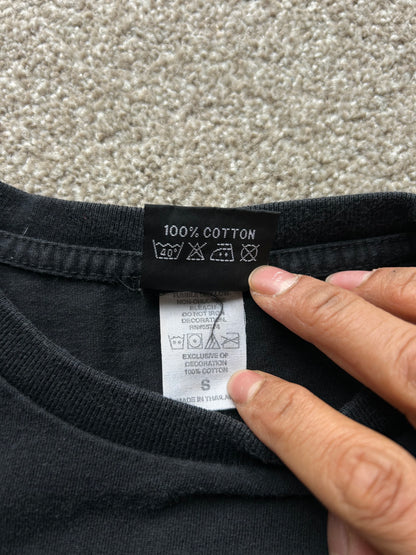 100% COTTON
40°
BLEACH
DO NOT IRON
DECORATION.
EXCLUSIVE OF
DECORATION
100% COTTON
S
MADE IN THAILAND